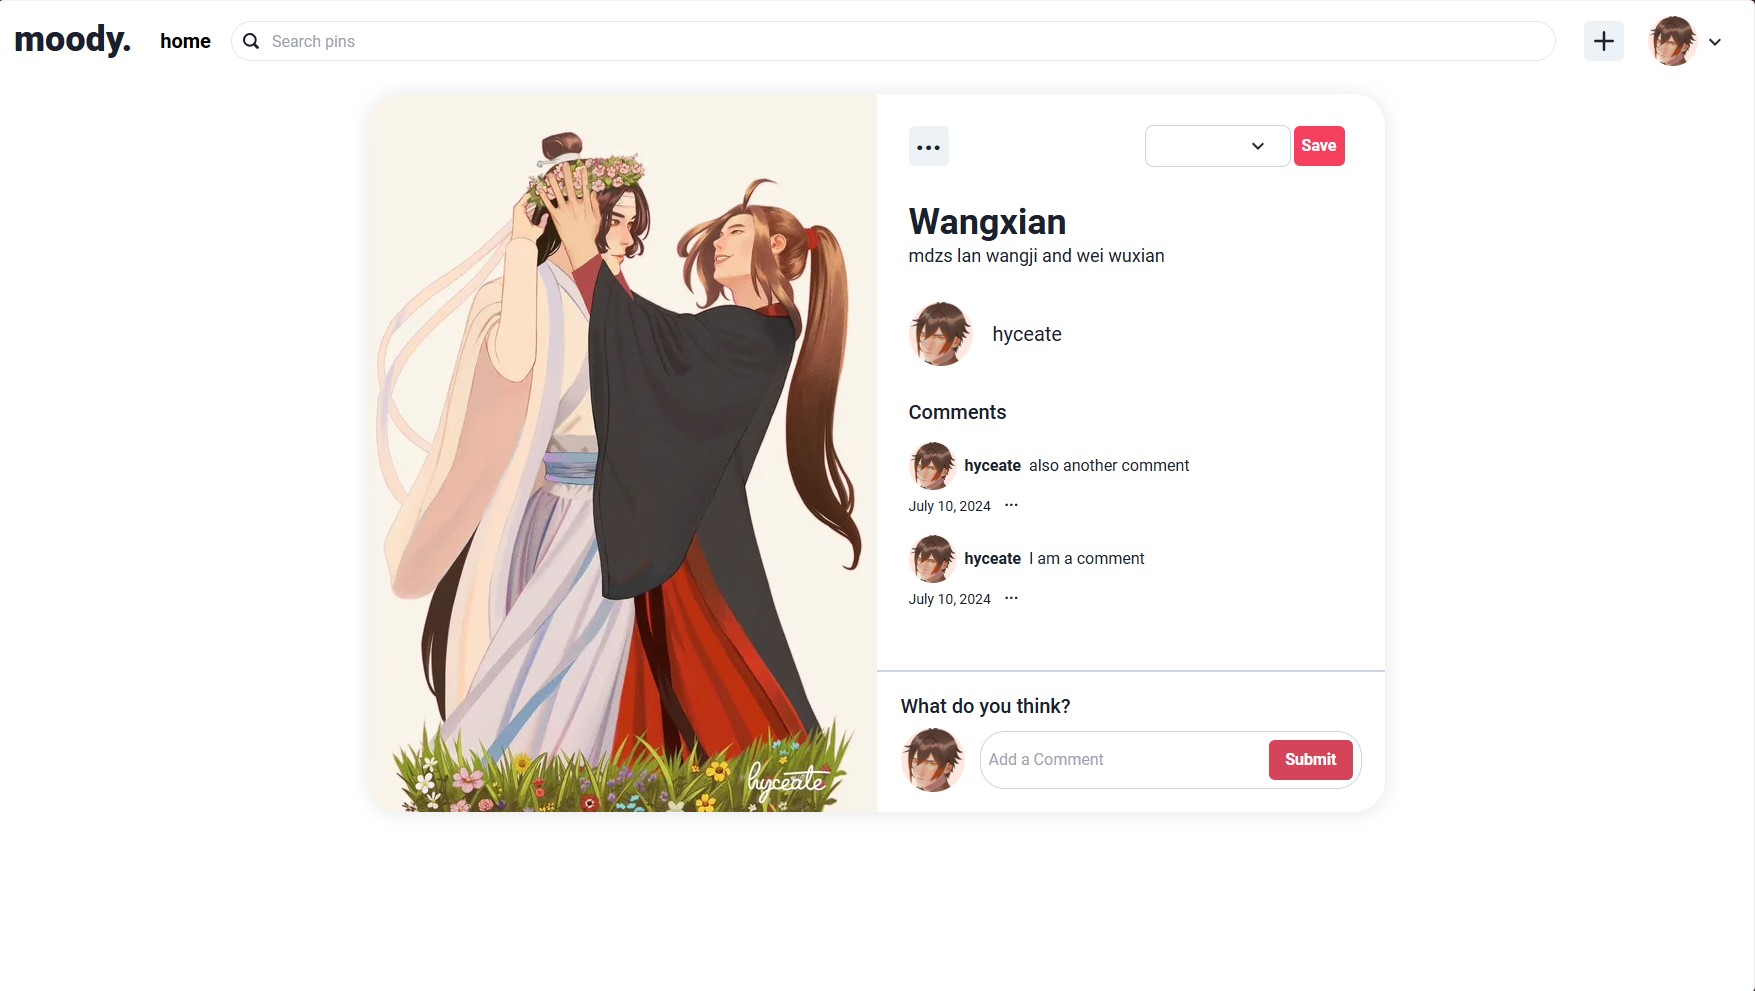 moody.
home
Search pins
Save
Wangxian
mdzs lan wangji and wei wuxian
hyceate
Comments
hyceate also another comment
July 10, 2024 ···
hyceate I am a comment
July 10, 2024 ···
What do you think?
Add a Comment
Submit
hyceate